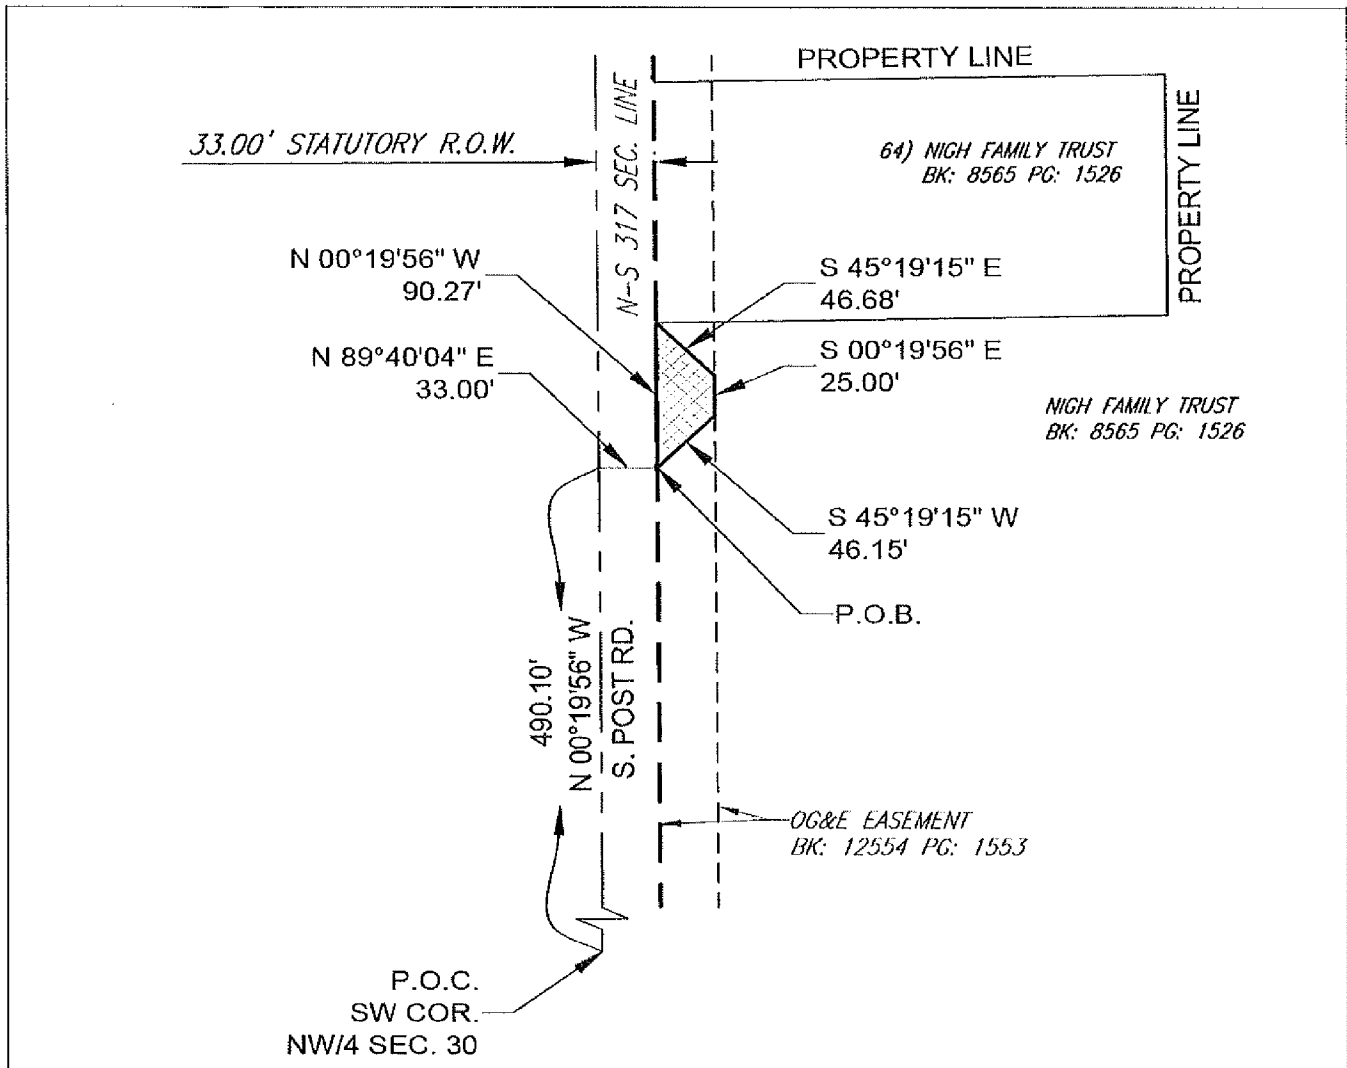 PROPERTY LINE
33.00' STATUTORY R.O.W.
N-S 317 SEC. LINE
64) NIGH FAMILY TRUST
BK: 8565 PG: 1526
PROPERTY LINE
N 00°19'56" W
90.27'
S 45°19'15" E
46.68'
N 89°40'04" E
33.00'
S 00°19'56" E
25.00'
NIGH FAMILY TRUST
BK: 8565 PG: 1526
S 45°19'15" W
46.15'
P.O.B.
490.10'
N 00°19'56" W
S. POST RD.
OG&E EASEMENT
BK: 12554 PG: 1553
P.O.C.
SW COR.
NW/4 SEC. 30